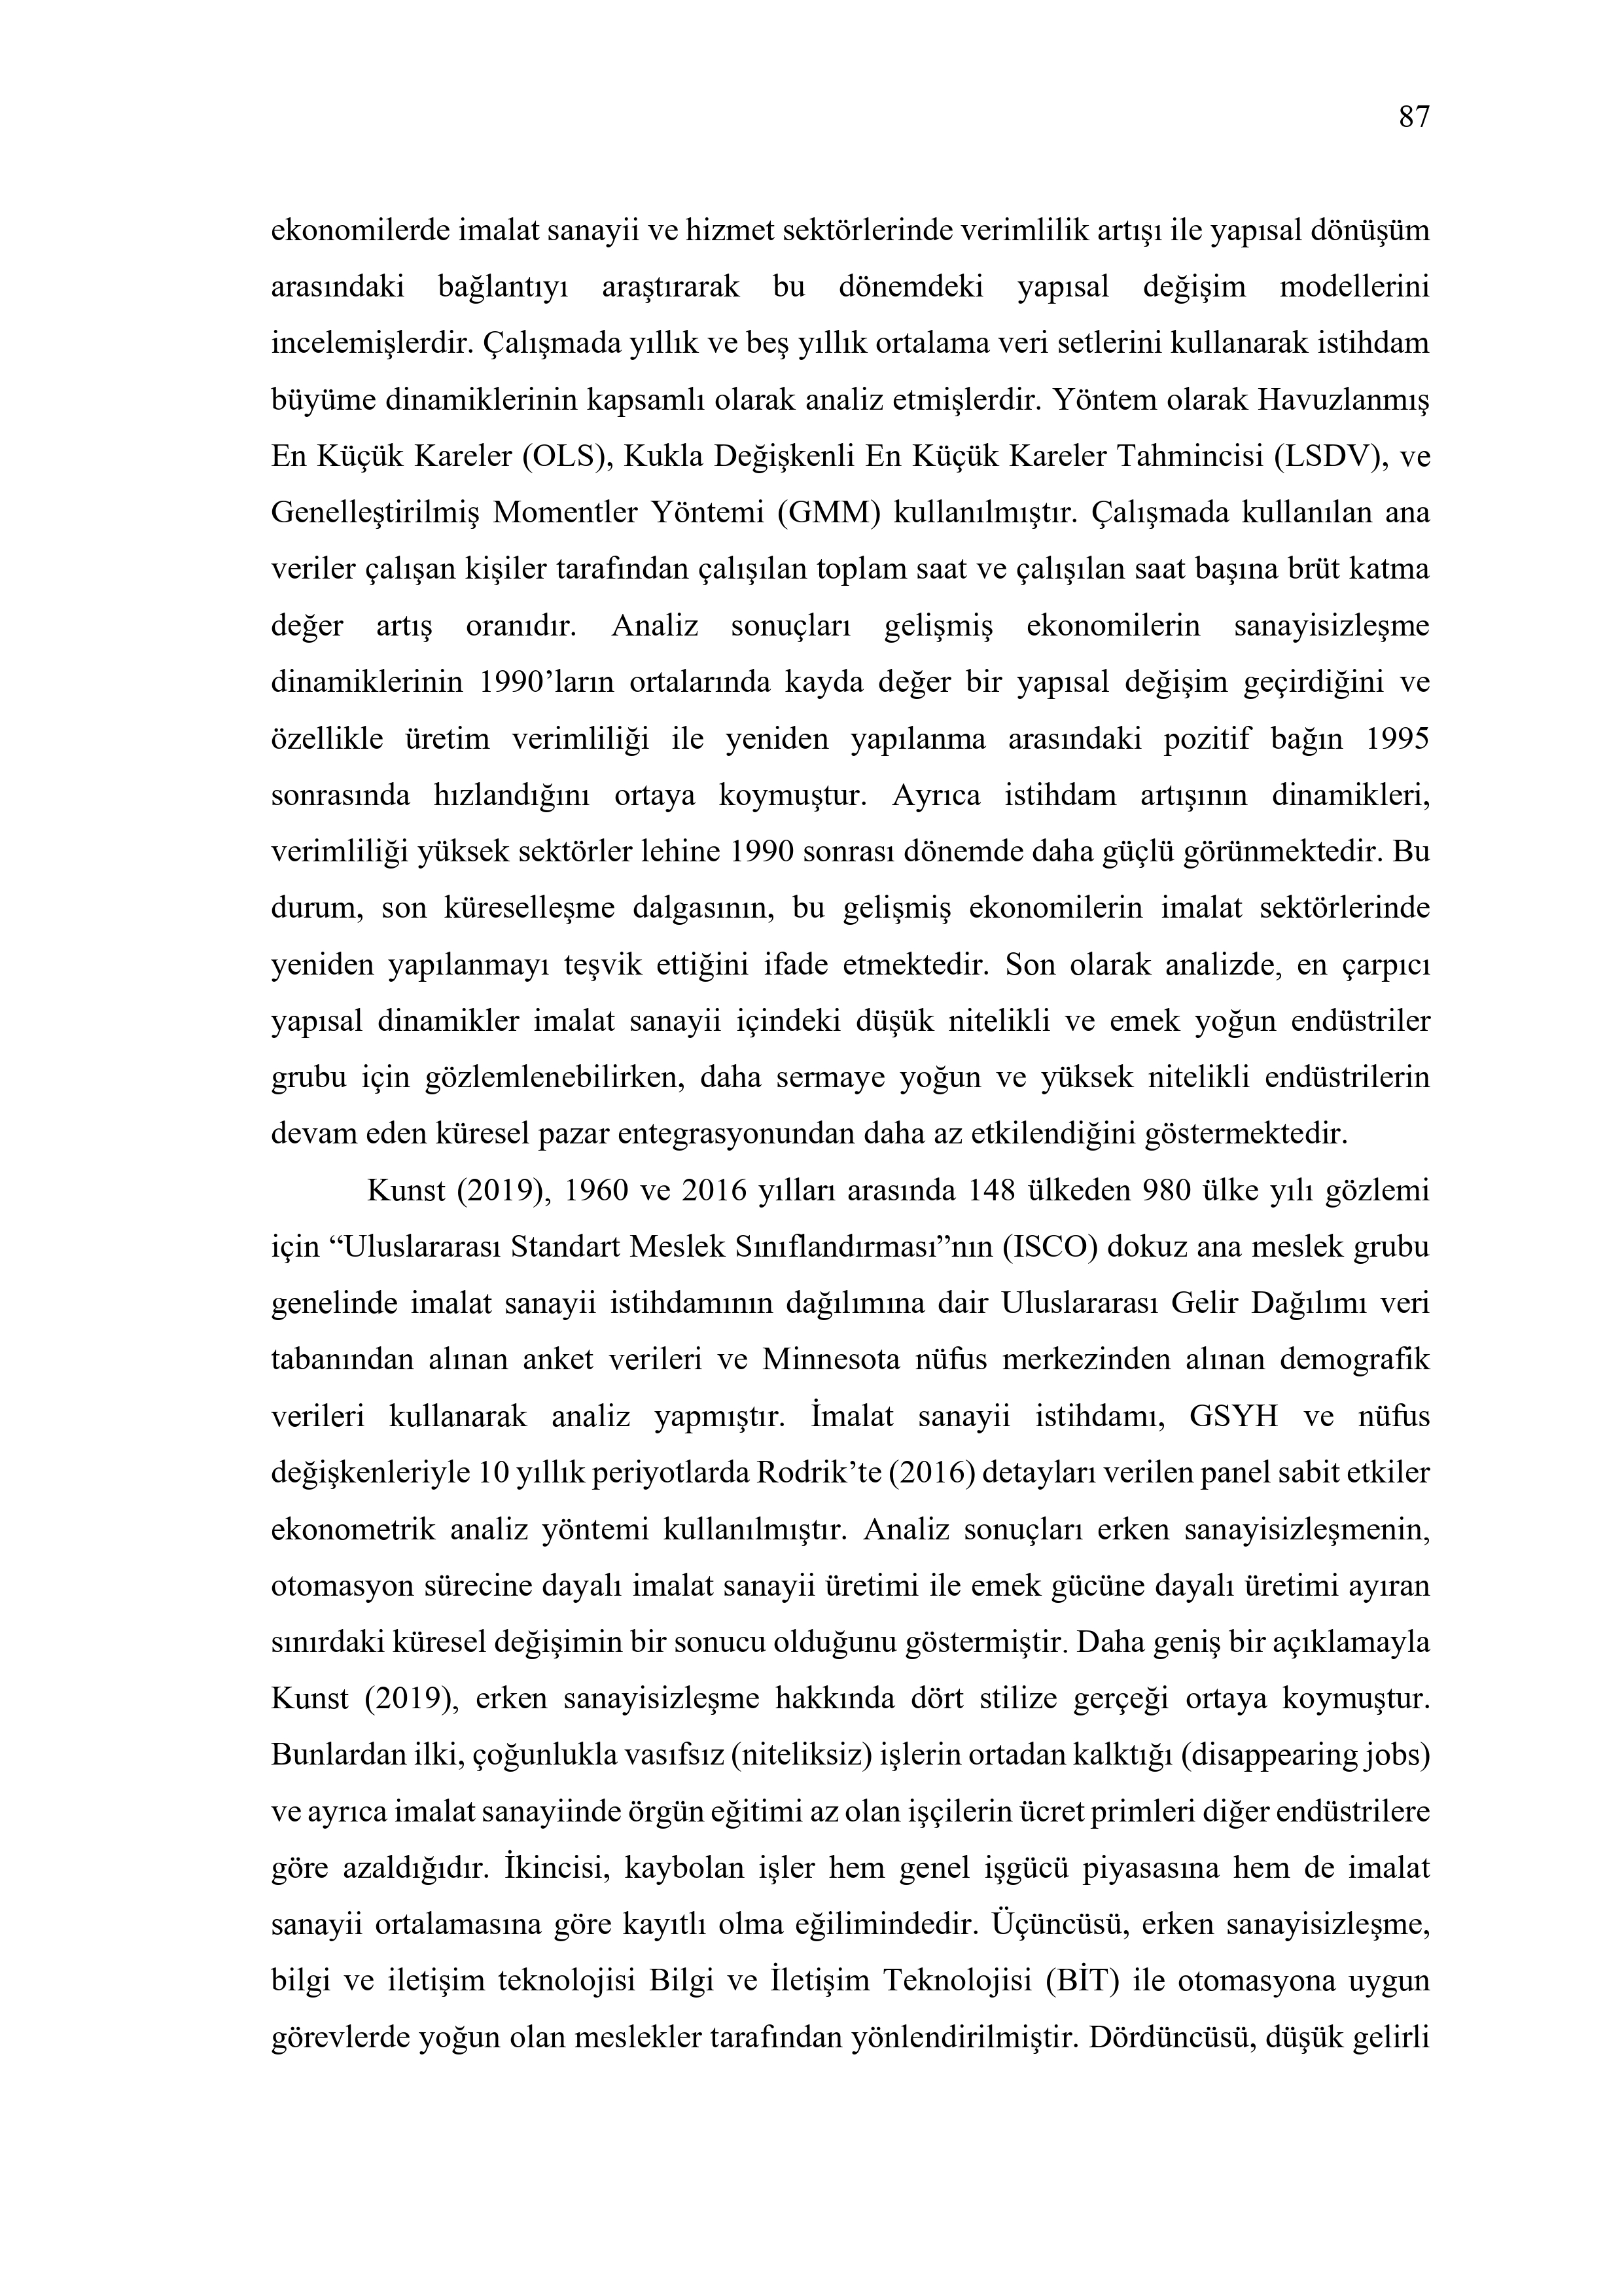 87
ekonomilerde imalat sanayii ve hizmet sektörlerinde verimlilik artışı ile yapısal dönüşüm
arasındaki bağlantıyı araştırarak bu dönemdeki yapısal değişim modellerini
incelemişlerdir. Çalışmada yıllık ve beş yıllık ortalama veri setlerini kullanarak istihdam
büyüme dinamiklerinin kapsamlı olarak analiz etmişlerdir. Yöntem olarak Havuzlanmış
En Küçük Kareler (OLS), Kukla Değişkenli En Küçük Kareler Tahmincisi (LSDV), ve
Genelleştirilmiş Momentler Yöntemi (GMM) kullanılmıştır. Çalışmada kullanılan ana
veriler çalışan kişiler tarafından çalışılan toplam saat ve çalışılan saat başına brüt katma
değer artış oranıdır. Analiz sonuçları gelişmiş ekonomilerin sanayisizleşme
dinamiklerinin 1990’ların ortalarında kayda değer bir yapısal değişim geçirdiğini ve
özellikle üretim verimliliği ile yeniden yapılanma arasındaki pozitif bağın 1995
sonrasında hızlandığını ortaya koymuştur. Ayrıca istihdam artışının dinamikleri,
verimliliği yüksek sektörler lehine 1990 sonrası dönemde daha güçlü görünmektedir. Bu
durum, son küreselleşme dalgasının, bu gelişmiş ekonomilerin imalat sektörlerinde
yeniden yapılanmayı teşvik ettiğini ifade etmektedir. Son olarak analizde, en çarpıcı
yapısal dinamikler imalat sanayii içindeki düşük nitelikli ve emek yoğun endüstriler
grubu için gözlemlenebilirken, daha sermaye yoğun ve yüksek nitelikli endüstrilerin
devam eden küresel pazar entegrasyonundan daha az etkilendiğini göstermektedir.
Kunst (2019), 1960 ve 2016 yılları arasında 148 ülkeden 980 ülke yılı gözlemi
için “Uluslararası Standart Meslek Sınıflandırması”nın (ISCO) dokuz ana meslek grubu
genelinde imalat sanayii istihdamının dağılımına dair Uluslararası Gelir Dağılımı veri
tabanından alınan anket verileri ve Minnesota nüfus merkezinden alınan demografik
verileri kullanarak analiz yapmıştır. İmalat sanayii istihdamı, GSYH ve nüfus
değişkenleriyle 10 yıllık periyotlarda Rodrik’te (2016) detayları verilen panel sabit etkiler
ekonometrik analiz yöntemi kullanılmıştır. Analiz sonuçları erken sanayisizleşmenin,
otomasyon sürecine dayalı imalat sanayii üretimi ile emek gücüne dayalı üretimi ayıran
sınırdaki küresel değişimin bir sonucu olduğunu göstermiştir. Daha geniş bir açıklamayla
Kunst (2019), erken sanayisizleşme hakkında dört stilize gerçeği ortaya koymuştur.
Bunlardan ilki, çoğunlukla vasıfsız (niteliksiz) işlerin ortadan kalktığı (disappearing jobs)
ve ayrıca imalat sanayiinde örgün eğitimi az olan işçilerin ücret primleri diğer endüstrilere
göre azaldığıdır. İkincisi, kaybolan işler hem genel işgücü piyasasına hem de imalat
sanayii ortalamasına göre kayıtlı olma eğilimindedir. Üçüncüsü, erken sanayisizleşme,
bilgi ve iletişim teknolojisi Bilgi ve İletişim Teknolojisi (BİT) ile otomasyona uygun
görevlerde yoğun olan meslekler tarafından yönlendirilmiştir. Dördüncüsü, düşük gelirli